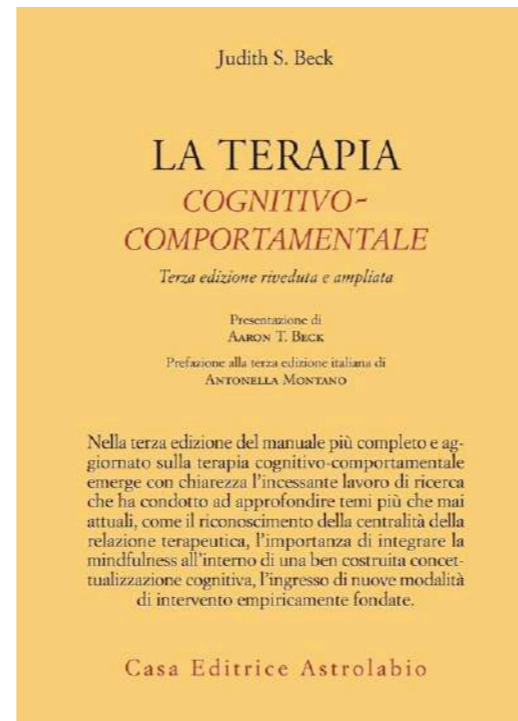 Judith S. Beck
LA TERAPIA
COGNITIVO-
COMPORTAMENTALE
Terza edizione riveduta e ampliata
Presentazione di
AARON T. BECK
Prefazione alla terza edizione italiana di
ANTONELLA MONTANO
Nella terza edizione del manuale più completo e ag-
giornato sulla terapia cognitivo-comportamentale
emerge con chiarezza l'incessante lavoro di ricerca
che ha condotto ad approfondire temi più che mai
attuali, come il riconoscimento della centralità della
relazione terapeutica, l'importanza di integrare la
mindfulness all'interno di una ben costruita concet-
tualizzazione cognitiva, l'ingresso di nuove modalità
di intervento empiricamente fondate.
Casa Editrice Astrolabio